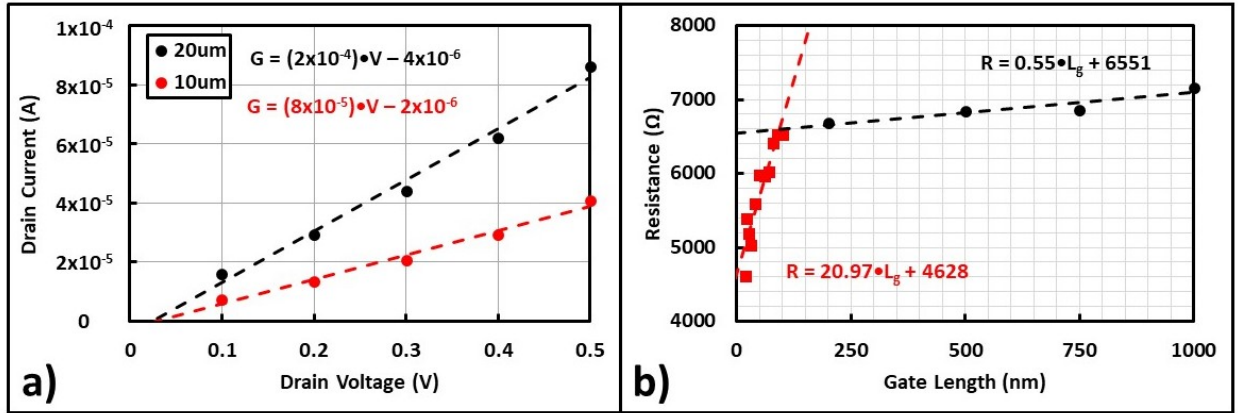 1x10⁻⁴
8x10⁻⁵
6x10⁻⁵
4x10⁻⁵
2x10⁻⁵
0
Drain Current (A)
20um
10um
G = (2x10⁻⁴)•V – 4x10⁻⁶
G = (8x10⁻⁵)•V – 2x10⁻⁶
0 0.1 0.2 0.3 0.4 0.5
Drain Voltage (V)
a)
8000
7000
6000
5000
4000
Resistance (Ω)
R = 0.55•Lg + 6551
R = 20.97•Lg + 4628
0 250 500 750 1000
Gate Length (nm)
b)